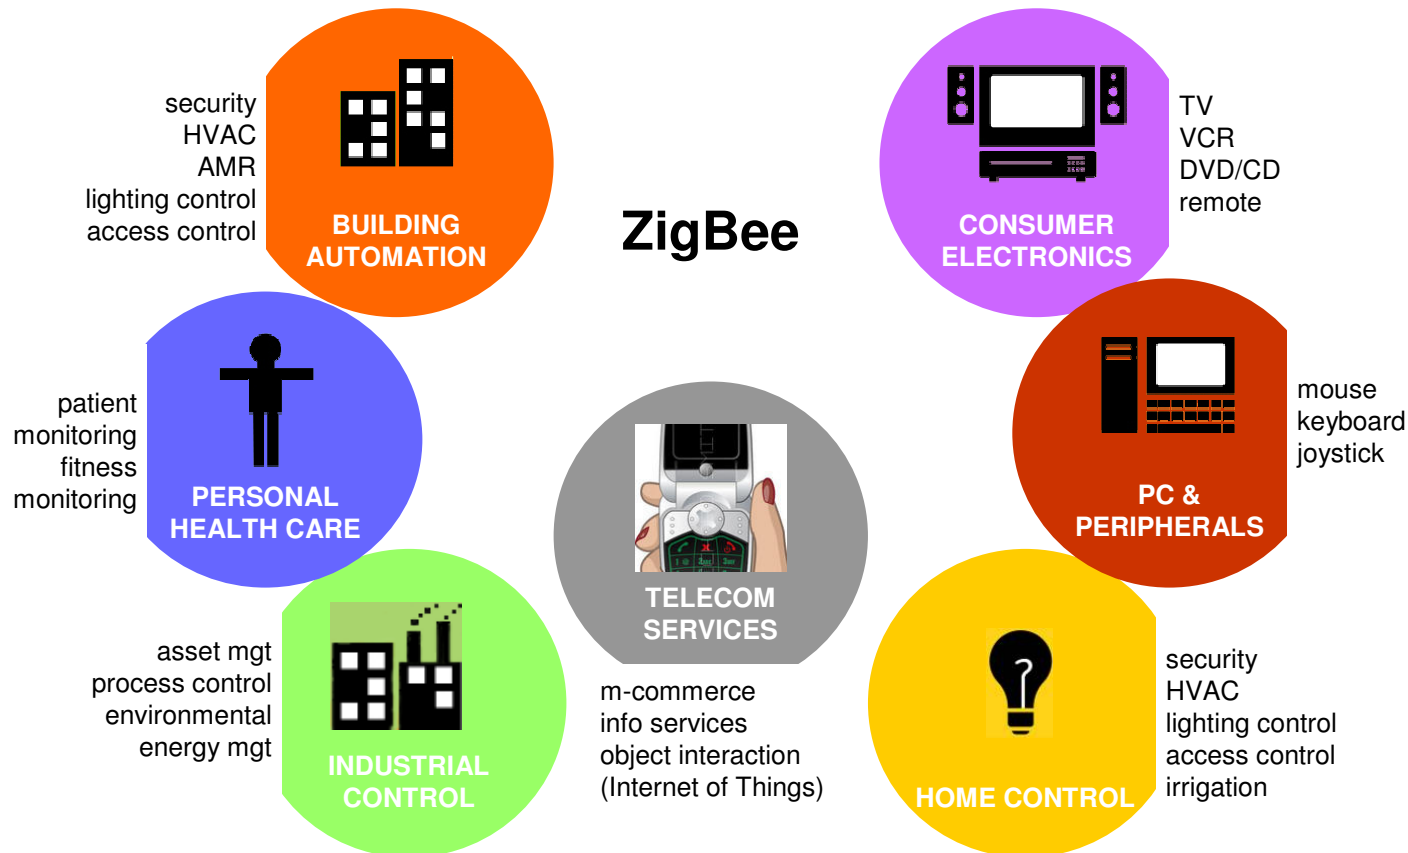 security
HVAC
AMR
lighting control
access control
BUILDING
AUTOMATION
ZigBee
CONSUMER
ELECTRONICS
TV
VCR
DVD/CD
remote
patient
monitoring
fitness
monitoring
PERSONAL
HEALTH CARE
PC &
PERIPHERALS
mouse
keyboard
joystick
TELECOM
SERVICES
m-commerce
info services
object interaction
(Internet of Things)
asset mgt
process control
environmental
energy mgt
INDUSTRIAL
CONTROL
?
HOME CONTROL
security
HVAC
lighting control
access control
irrigation